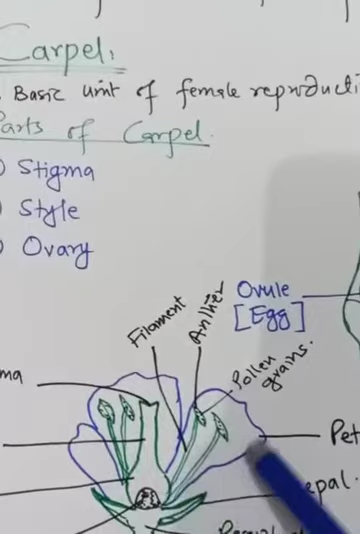 Carpel:
Basic unit of female reproducti
Parts of Carpel.
Stigma
Style
Ovary
Ovule
[Egg]
Filament
Anther
Pollen
grains.
ma
Pet
epal.